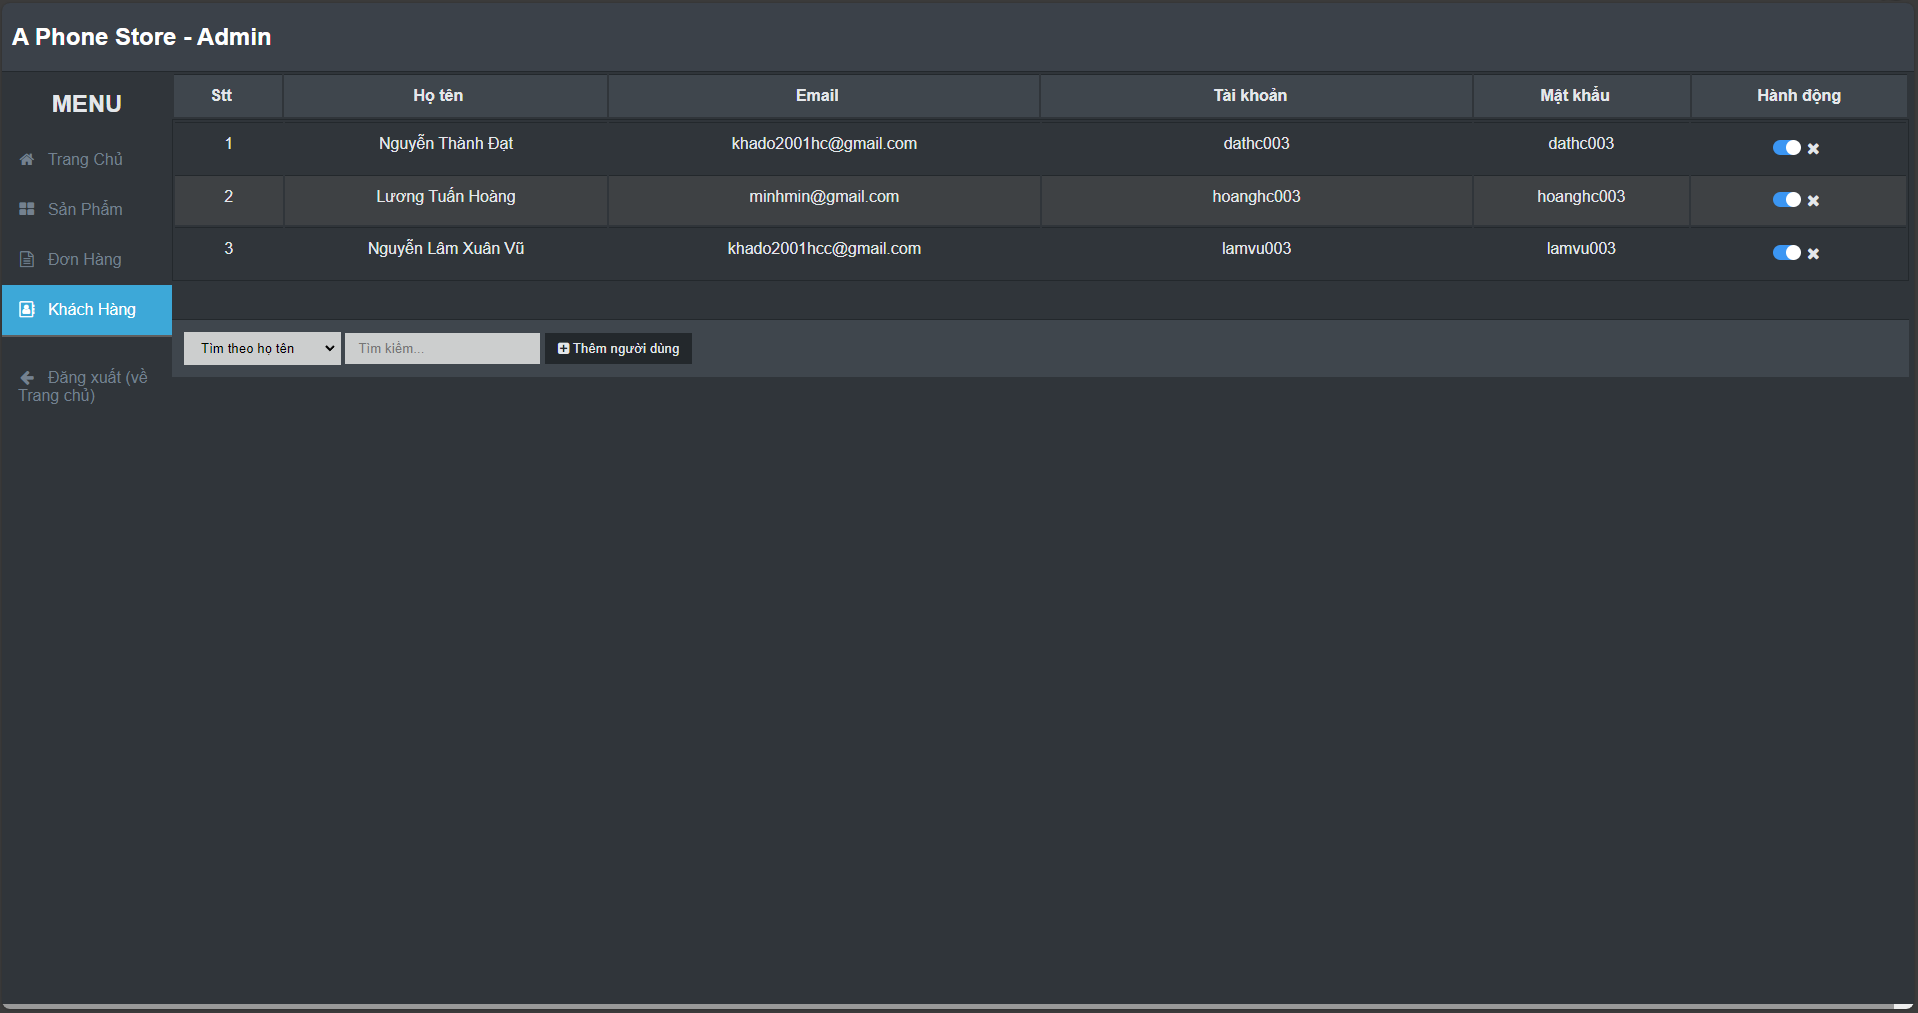 A Phone Store - Admin
MENU
Trang Chủ
Sản Phẩm
Đơn Hàng
Khách Hàng
Đăng xuất (về
Trang chủ)
Stt Họ tên Email Tài khoản Mật khẩu Hành động
1 Nguyễn Thành Đạt khado2001hc@gmail.com dathc003 dathc003
2 Lương Tuấn Hoàng minhmin@gmail.com hoanghc003 hoanghc003
3 Nguyễn Lâm Xuân Vũ khado2001hcc@gmail.com lamvu003 lamvu003
Tìm theo họ tên Tìm kiếm... Thêm người dùng